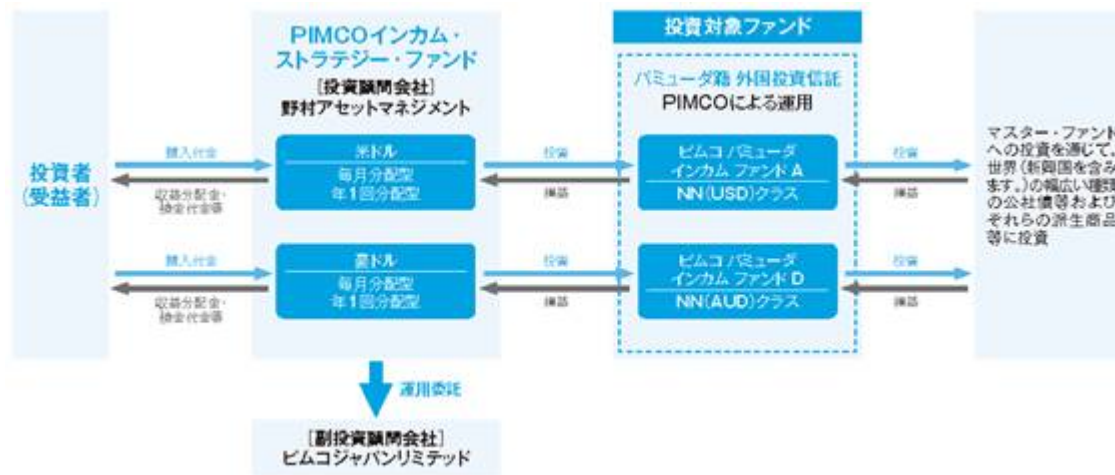 投資者
(受益者)
購入代金
収益分配金・
換金代金等
購入代金
収益分配金・
換金代金等
PIMCOインカム・
ストラテジー・ファンド
[投資顧問会社]
野村アセットマネジメント
米ドル
毎月分配型
年1回分配型
豪ドル
毎月分配型
年1回分配型
運用委託
[副投資顧問会社]
ピムコジャパンリミテッド
投資
損益
投資
損益
投資対象ファンド
バミューダ籍 外国投資信託
PIMCOによる運用
ピムコ バミューダ
インカム ファンド A
NN(USD)クラス
ピムコ バミューダ
インカム ファンド D
NN(AUD)クラス
投資
損益
投資
損益
マスター・ファンド
への投資を通じて、
世界(新興国を含み
ます。)の幅広い種類
の公社債等および
それらの派生商品
等に投資